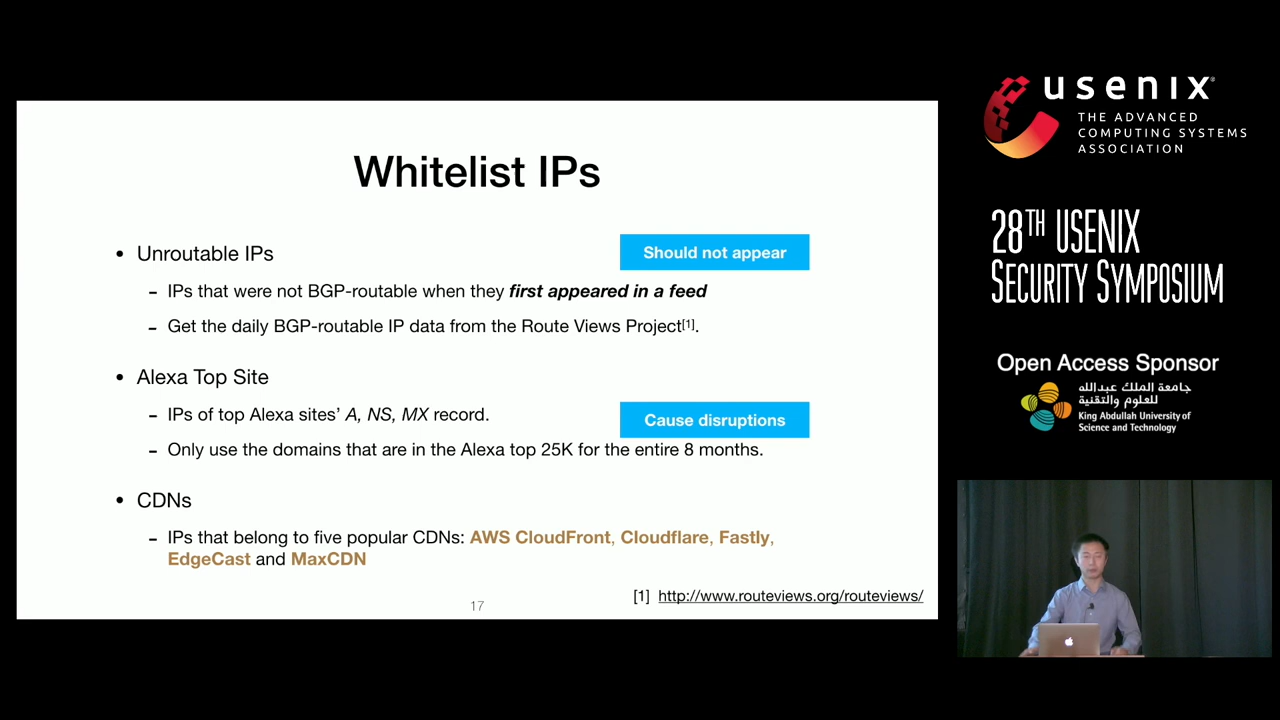 Whitelist IPs
• Unroutable IPs
Should not appear
– IPs that were not BGP-routable when they first appeared in a feed
– Get the daily BGP-routable IP data from the Route Views Project[1].
• Alexa Top Site
– IPs of top Alexa sites’ A, NS, MX record.
Cause disruptions
– Only use the domains that are in the Alexa top 25K for the entire 8 months.
• CDNs
– IPs that belong to five popular CDNs: AWS CloudFront, Cloudflare, Fastly,
EdgeCast and MaxCDN
[1] http://www.routeviews.org/routeviews/
17
usenix
THE ADVANCED
COMPUTING SYSTEMS
ASSOCIATION
28TH USENIX
SECURITY SYMPOSIUM
Open Access Sponsor
جامعة الملك عبدالله
للعلوم والتقنية
King Abdullah University of
Science and Technology